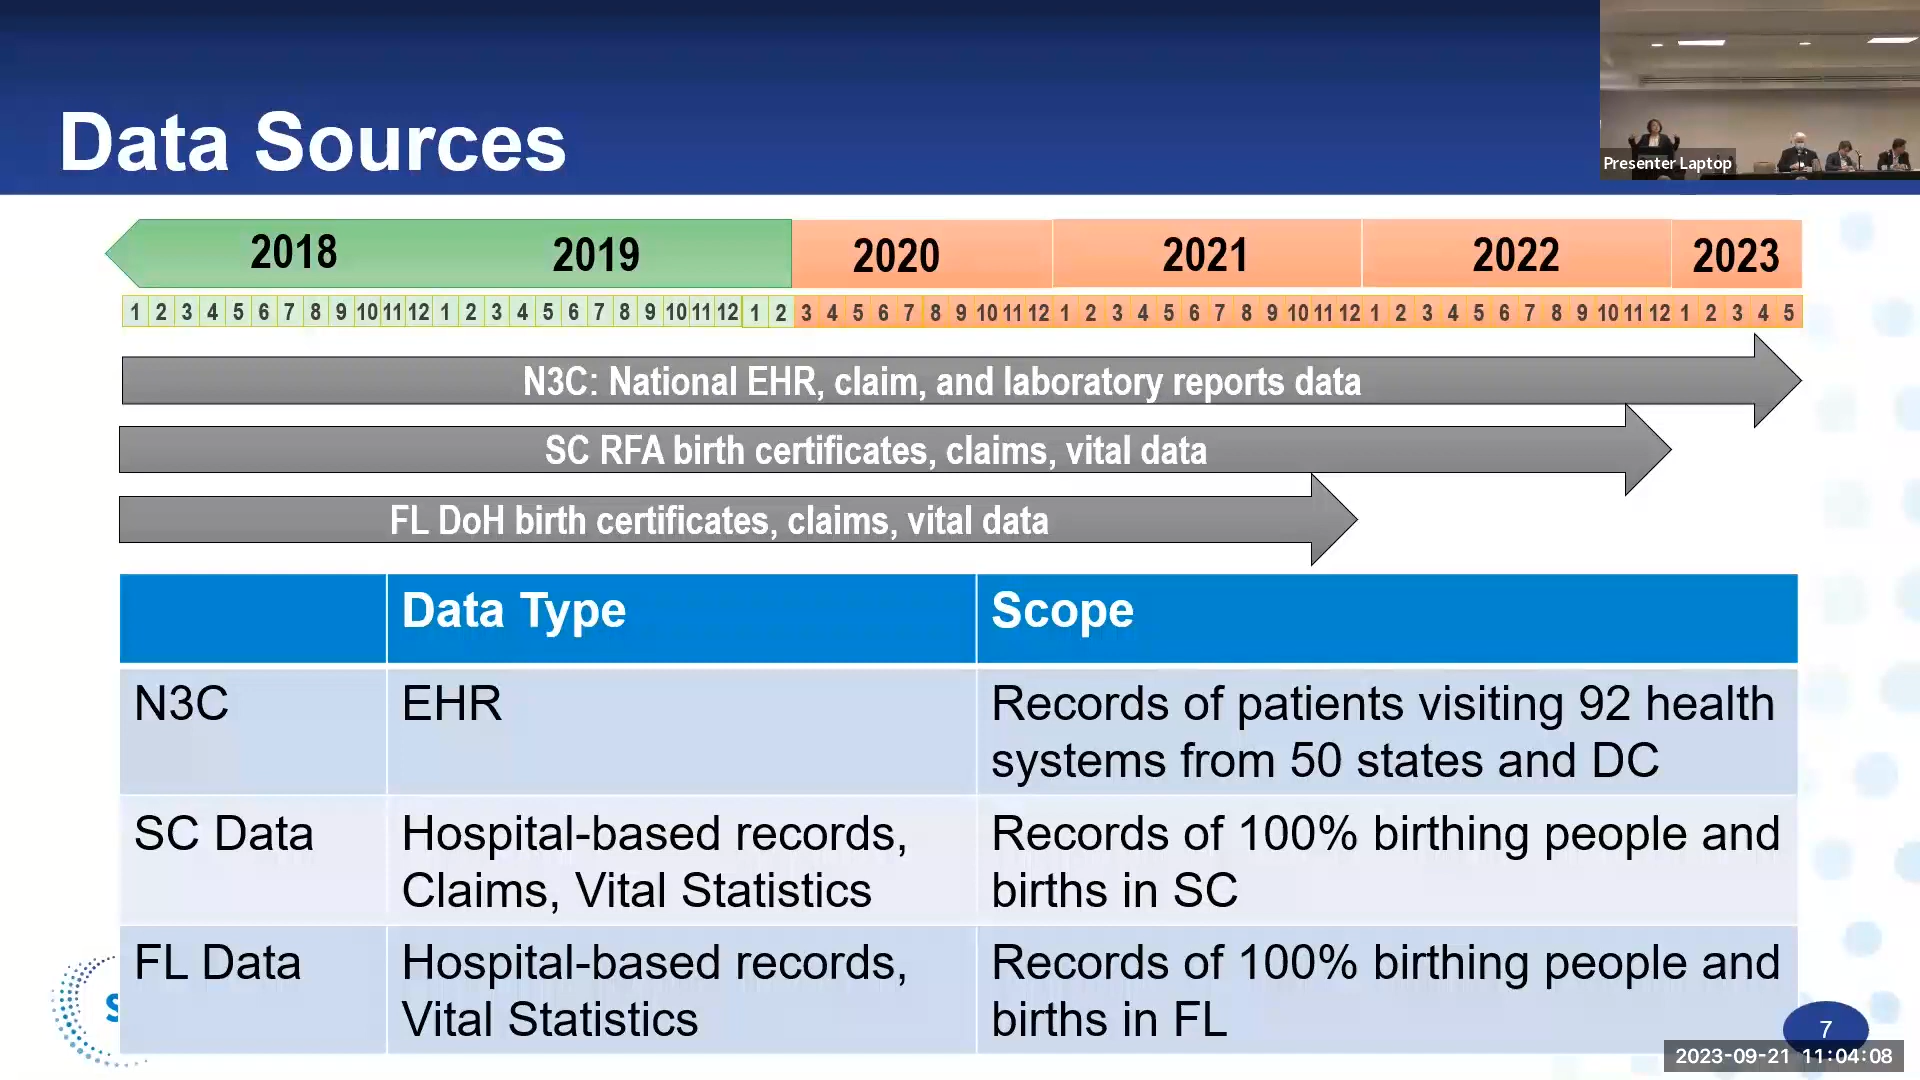 Data Sources
Presenter Laptop
2018 2019 2020 2021 2022 2023
1 2 3 4 5 6 7 8 9 10 11 12 1 2 3 4 5 6 7 8 9 10 11 12 1 2 3 4 5 6 7 8 9 10 11 12 1 2 3 4 5 6 7 8 9 10 11 12 1 2 3 4 5 6 7 8 9 10 11 12 1 2 3 4 5
N3C: National EHR, claim, and laboratory reports data
SC RFA birth certificates, claims, vital data
FL DoH birth certificates, claims, vital data
Data Type Scope
N3C EHR Records of patients visiting 92 health
systems from 50 states and DC
SC Data Hospital-based records, Records of 100% birthing people and
Claims, Vital Statistics births in SC
FL Data Hospital-based records, Records of 100% birthing people and
Vital Statistics births in FL
7
2023-09-21 11:04:08